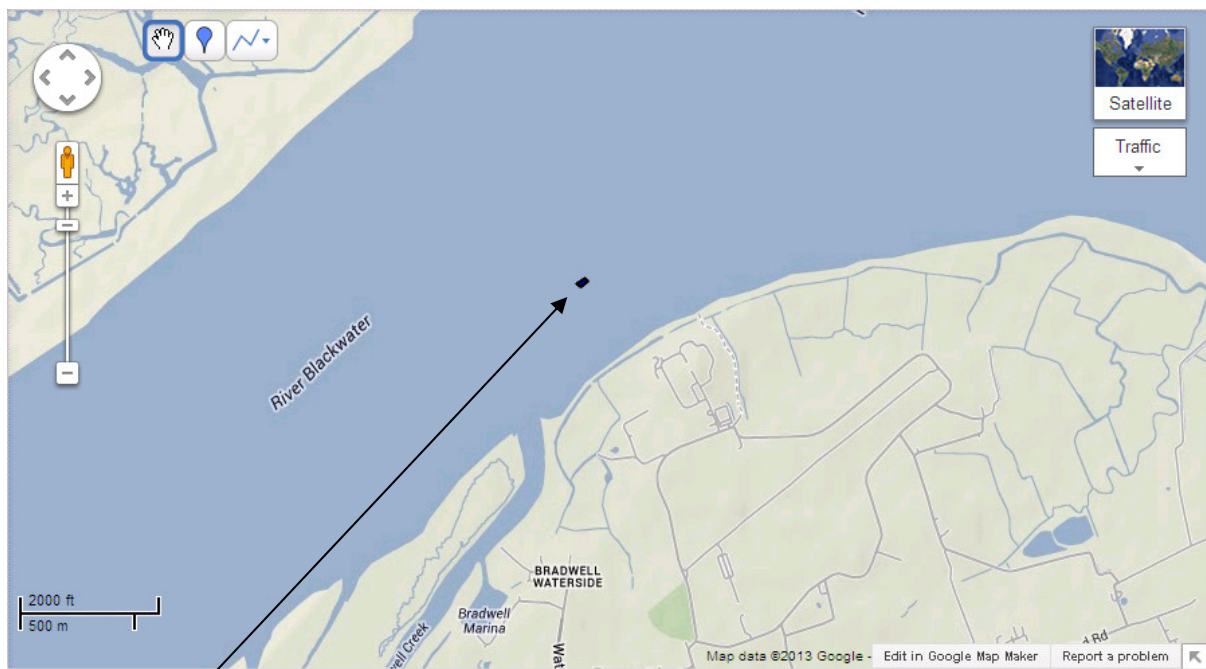 Satellite
Traffic
River Blackwater
2000 ft
500 m
BRADWELL
WATERSIDE
Bradwell
Marina
Map data ©2013 Google -
Edit in Google Map Maker
Report a problem